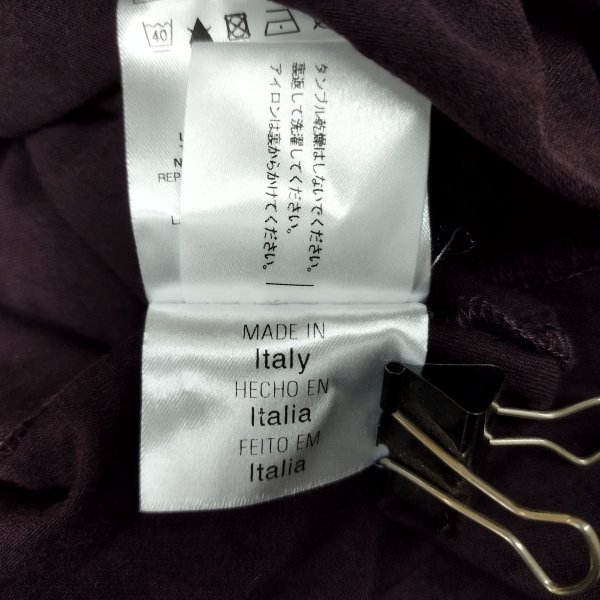 40
REP
タンブル乾燥はしないでください。
裏返して洗濯してください。
アイロンは裏からかけてください。
MADE IN
Italy
HECHO EN
Italia
FEITO EM
Italia